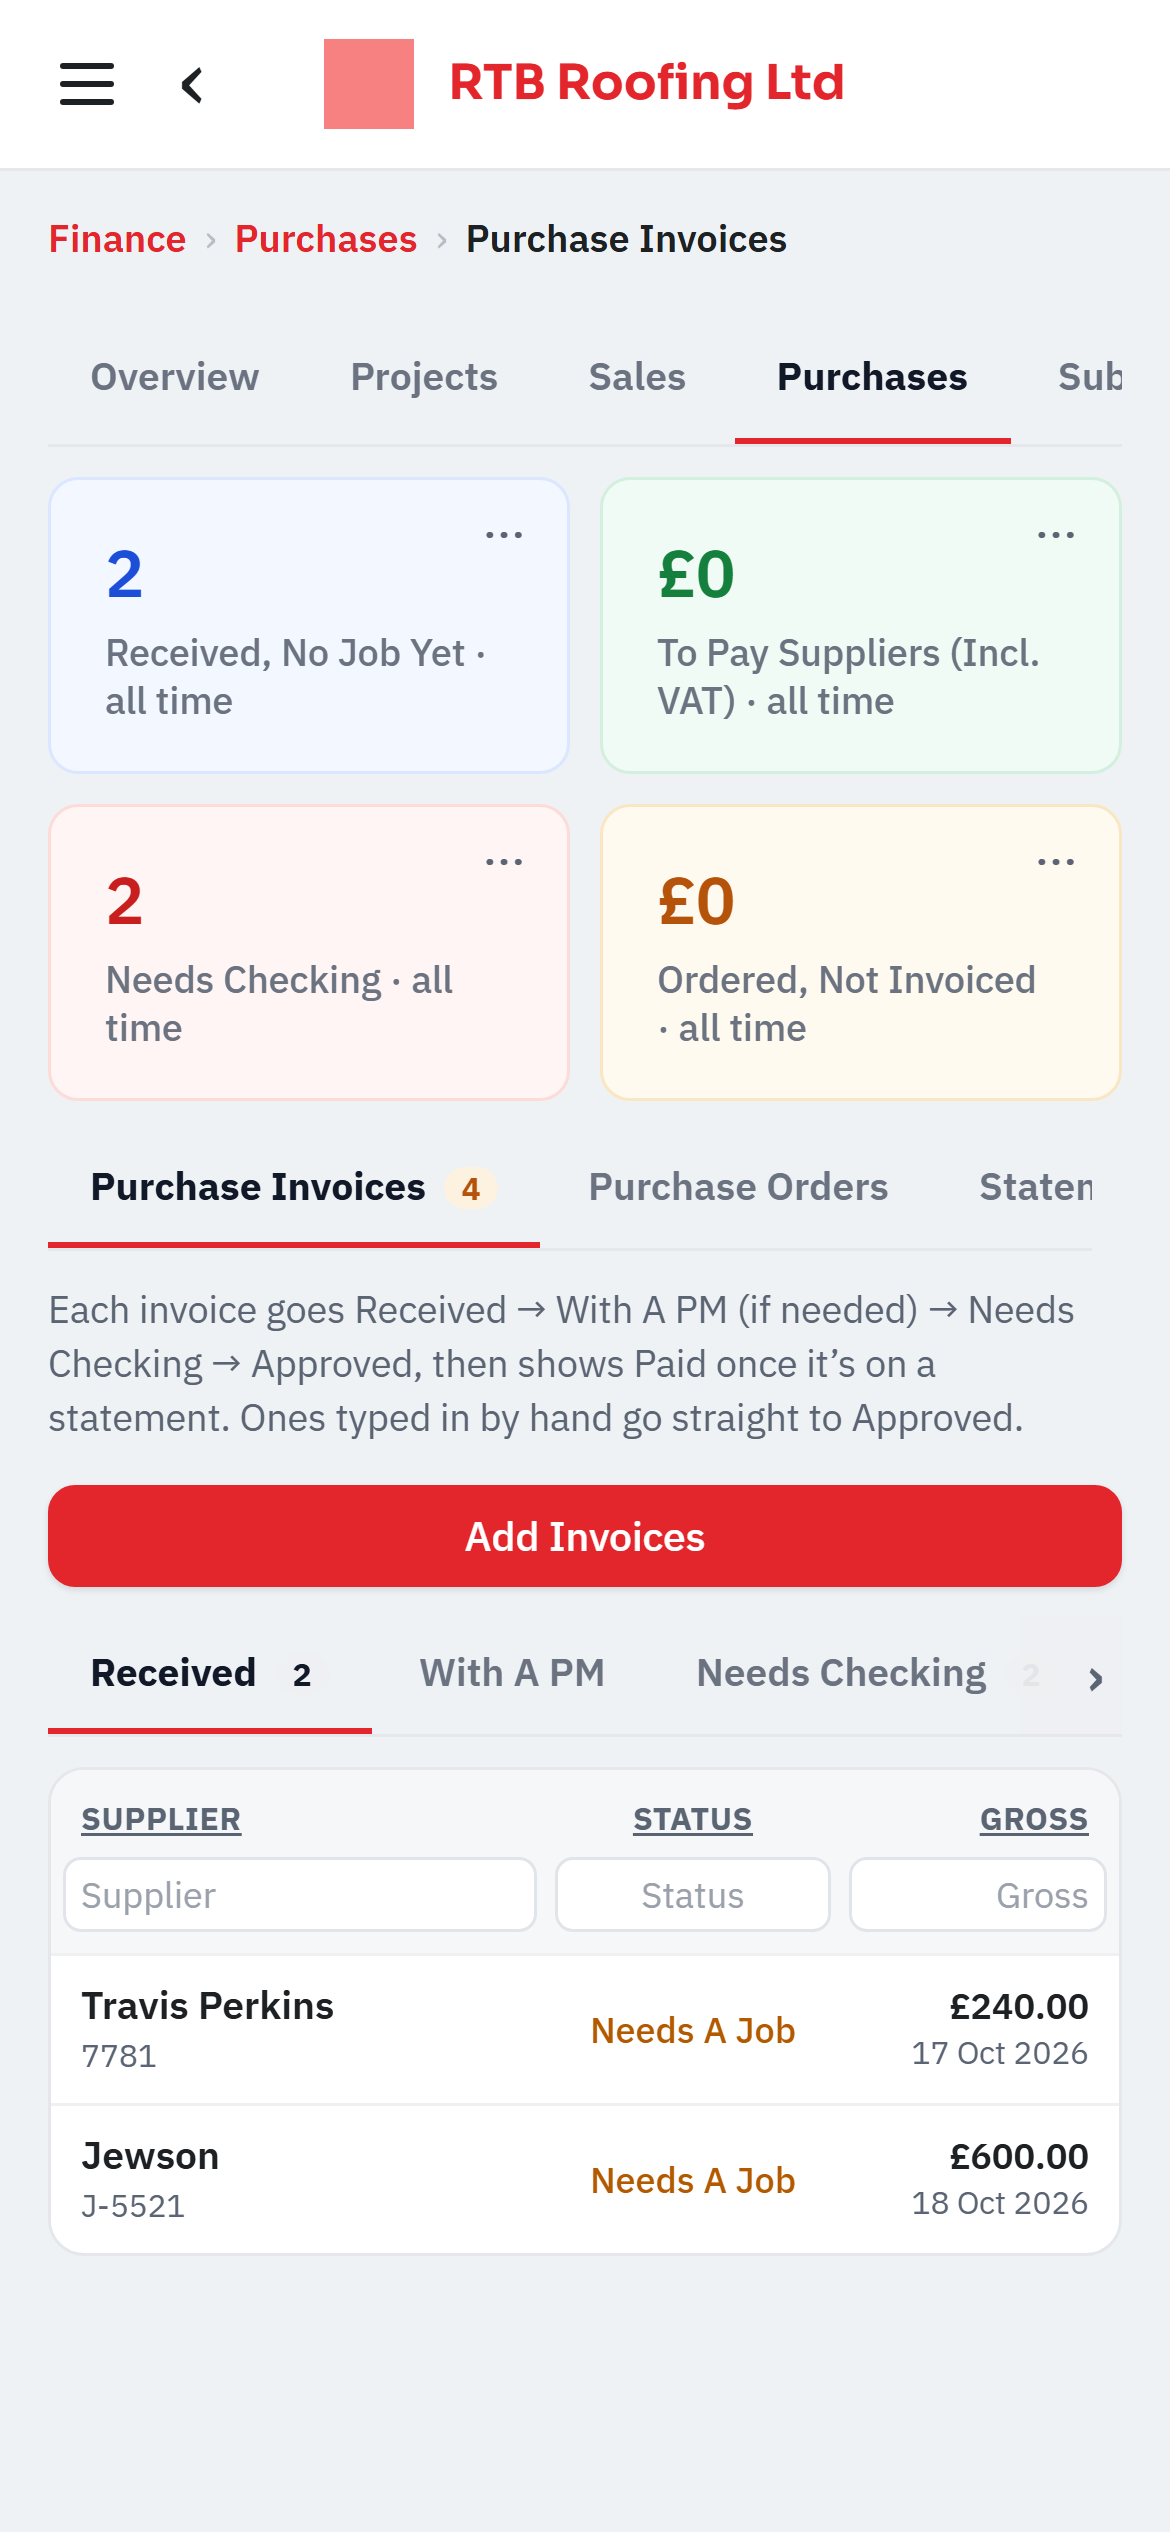 RTB Roofing Ltd
Finance › Purchases › Purchase Invoices
Overview Projects Sales Purchases Sub
2
Received, No Job Yet ·
all time
£0
To Pay Suppliers (Incl.
VAT) · all time
2
Needs Checking · all
time
£0
Ordered, Not Invoiced
· all time
Purchase Invoices 4 Purchase Orders Staten
Each invoice goes Received → With A PM (if needed) → Needs
Checking → Approved, then shows Paid once it’s on a
statement. Ones typed in by hand go straight to Approved.
Add Invoices
Received 2 With A PM Needs Checking 2 ›
SUPPLIER STATUS GROSS
Supplier Status Gross
Travis Perkins Needs A Job £240.00
7781 17 Oct 2026
Jewson Needs A Job £600.00
J-5521 18 Oct 2026